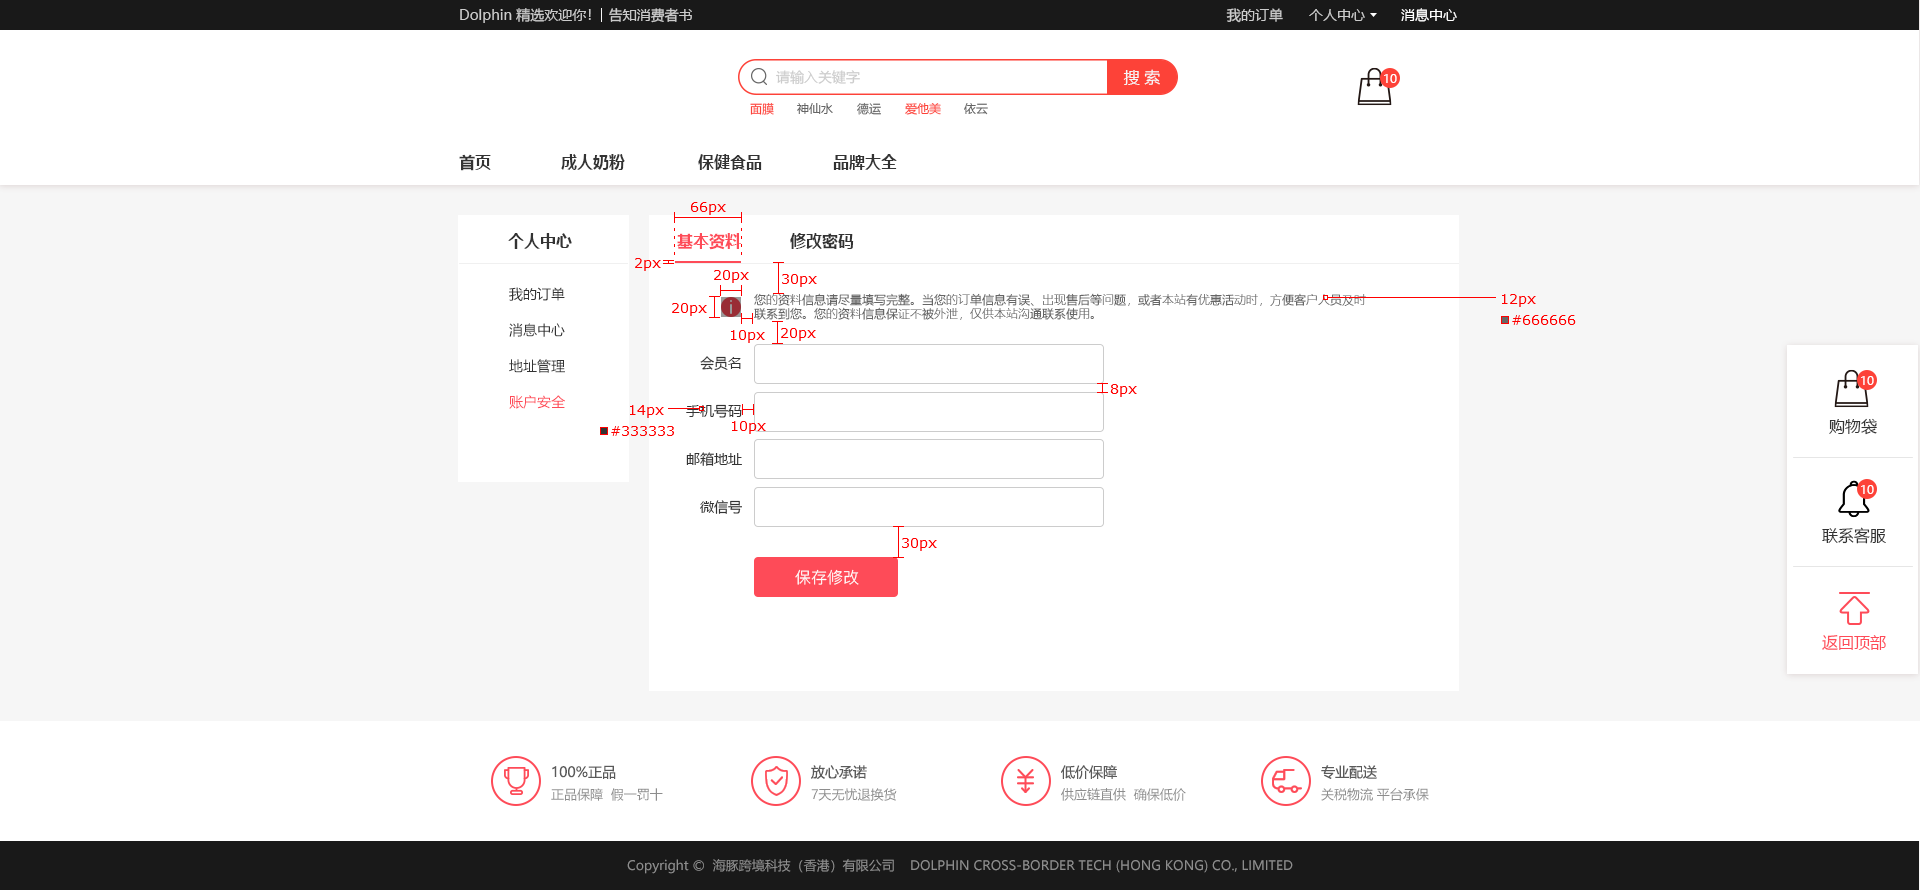 Dolphin 精选欢迎你！| 告知消费者书
我的订单 个人中心 消息中心
请输入关键字 搜 索
10
面膜 神仙水 德运 爱他美 依云
首页 成人奶粉 保健食品 品牌大全
66px
个人中心
基本资料 修改密码
2px
20px
30px
我的订单
消息中心
地址管理
账户安全
20px
您的资料信息请尽量填写完整。当您的订单信息有误、出现售后等问题，或者本站有优惠活动时，方便客户人员及时
联系到您。您的资料信息保证不被外泄，仅供本站沟通联系使用。
12px
#666666
10px
20px
会员名
8px
14px
#333333
手机号码
10px
邮箱地址
微信号
30px
保存修改
10
购物袋
10
联系客服
返回顶部
100%正品
正品保障 假一罚十
放心承诺
7天无忧退换货
低价保障
供应链直供 确保低价
专业配送
关税物流 平台承保
Copyright © 海豚跨境科技（香港）有限公司 DOLPHIN CROSS-BORDER TECH (HONG KONG) CO., LIMITED